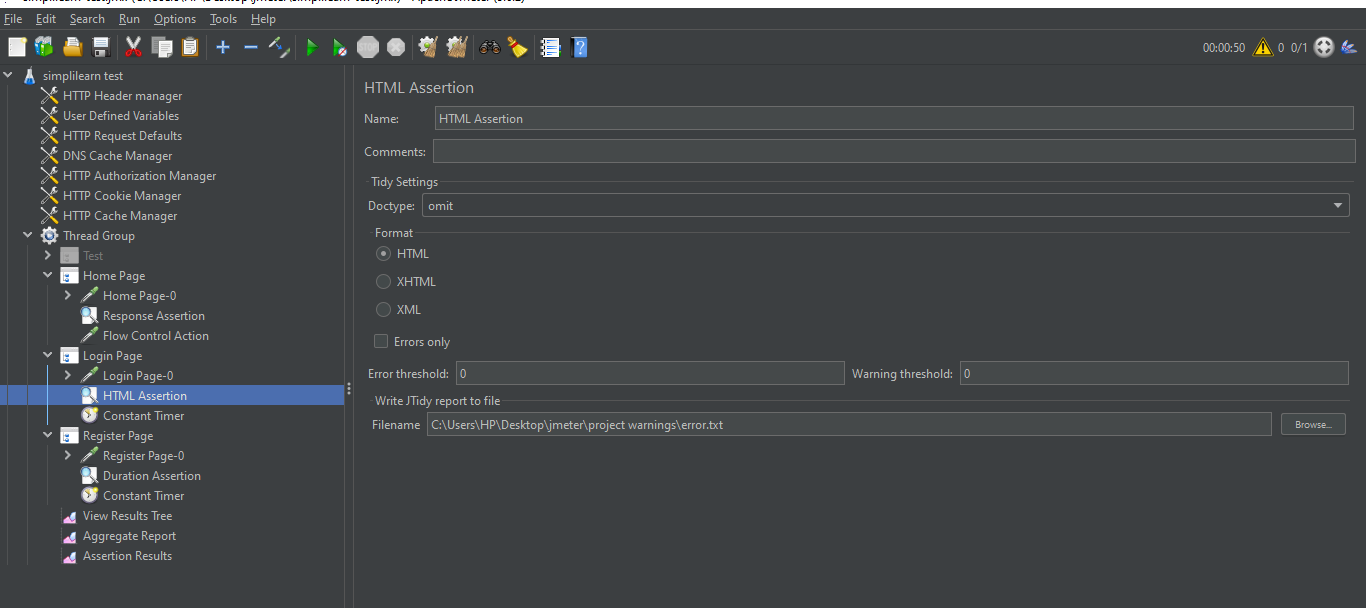 File Edit Search Run Options Tools Help
00:00:50 0 0/1
simplilearn test
HTTP Header manager
User Defined Variables
HTTP Request Defaults
DNS Cache Manager
HTTP Authorization Manager
HTTP Cookie Manager
HTTP Cache Manager
Thread Group
Test
Home Page
Home Page-0
Response Assertion
Flow Control Action
Login Page
Login Page-0
HTML Assertion
Constant Timer
Register Page
Register Page-0
Duration Assertion
Constant Timer
View Results Tree
Aggregate Report
Assertion Results
HTML Assertion
Name: HTML Assertion
Comments:
Tidy Settings
Doctype: omit
Format
HTML
XHTML
XML
Errors only
Error threshold: 0 Warning threshold: 0
Write JTidy report to file
Filename C:\Users\HP\Desktop\jmeter\project warnings\error.txt Browse...